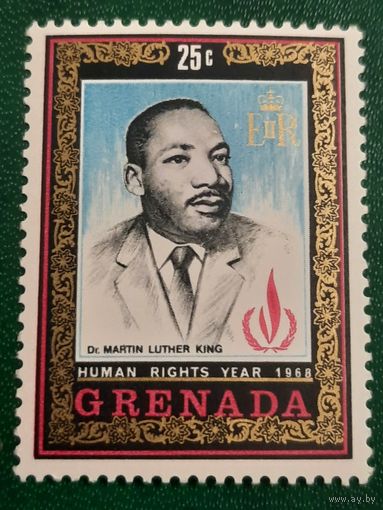 25c
EIIR
Dr. MARTIN LUTHER KING
HUMAN RIGHTS YEAR 1968
GRENADA
www.ay.by